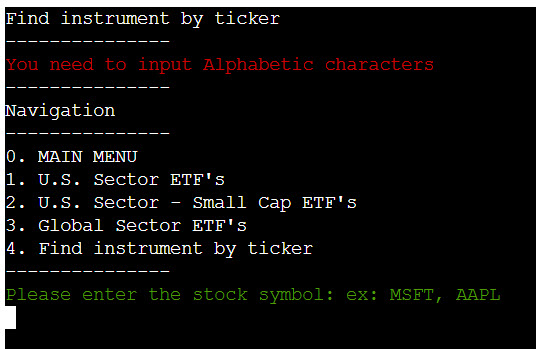 Find instrument by ticker
---------------
You need to input Alphabetic characters
---------------
Navigation
---------------
0. MAIN MENU
1. U.S. Sector ETF's
2. U.S. Sector - Small Cap ETF's
3. Global Sector ETF's
4. Find instrument by ticker
---------------
Please enter the stock symbol: ex: MSFT, AAPL